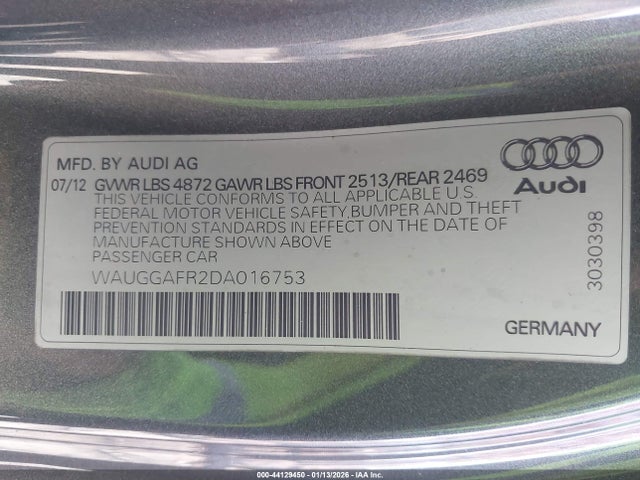 MFD. BY AUDI AG
07/12 GVWR LBS 4872 GAWR LBS FRONT 2513/REAR 2469
THIS VEHICLE CONFORMS TO ALL APPLICABLE U.S.
FEDERAL MOTOR VEHICLE SAFETY,BUMPER AND THEFT
PREVENTION STANDARDS IN EFFECT ON THE DATE OF
MANUFACTURE SHOWN ABOVE
PASSENGER CAR
WAUGGAFR2DA016753
Audi
3030398
GERMANY
000-44129450 - 01/13/2026 - IAA Inc.